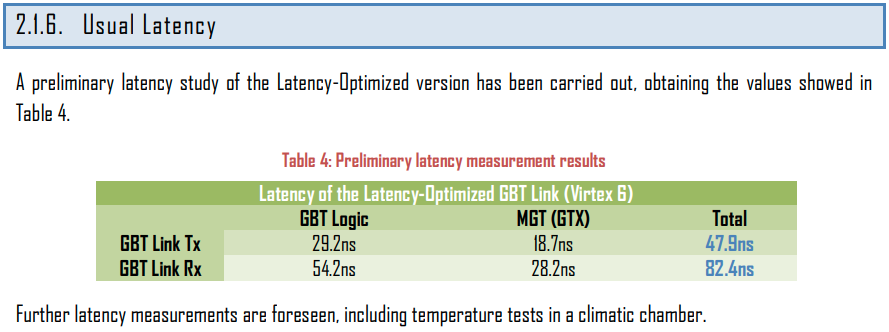 2.1.6. Usual Latency
A preliminary latency study of the Latency-Optimized version has been carried out, obtaining the values showed in
Table 4.
Table 4: Preliminary latency measurement results
Latency of the Latency-Optimized GBT Link (Virtex 6)
GBT Logic MGT (GTX) Total
GBT Link Tx 29.2ns 18.7ns 47.9ns
GBT Link Rx 54.2ns 28.2ns 82.4ns
Further latency measurements are foreseen, including temperature tests in a climatic chamber.